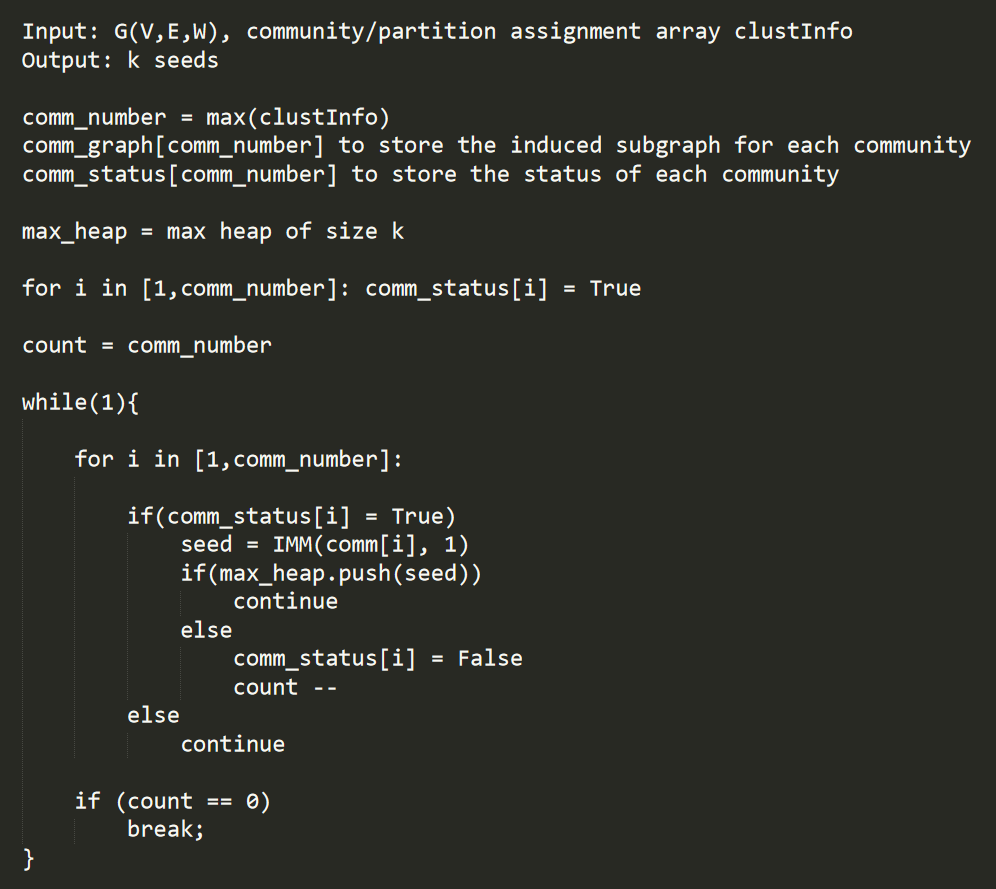 Input: G(V,E,W), community/partition assignment array clustInfo
Output: k seeds
comm_number = max(clustInfo)
comm_graph[comm_number] to store the induced subgraph for each community
comm_status[comm_number] to store the status of each community
max_heap = max heap of size k
for i in [1,comm_number]: comm_status[i] = True
count = comm_number
while(1){
for i in [1,comm_number]:
if(comm_status[i] = True)
seed = IMM(comm[i], 1)
if(max_heap.push(seed))
continue
else
comm_status[i] = False
count --
else
continue
if (count == 0)
break;
}